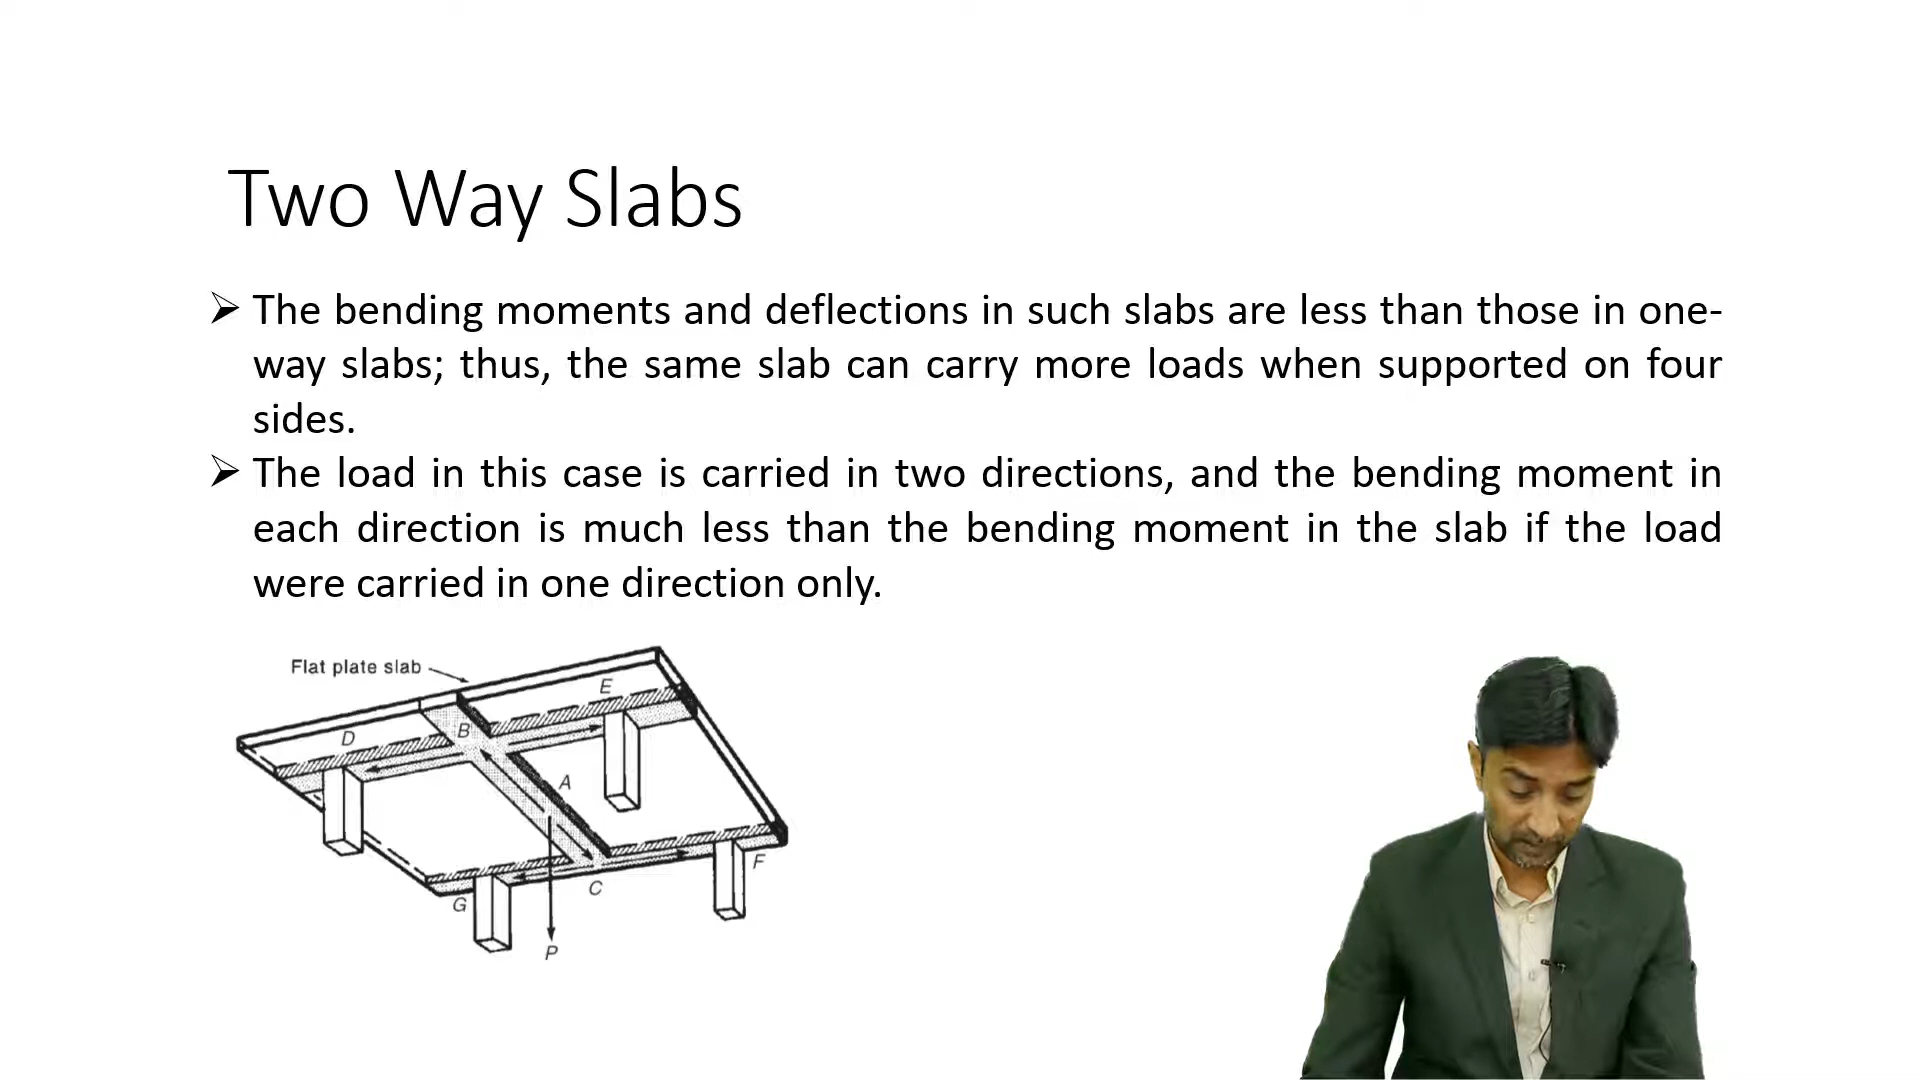 Two Way Slabs
➢ The bending moments and deflections in such slabs are less than those in one-
way slabs; thus, the same slab can carry more loads when supported on four
sides.
➢ The load in this case is carried in two directions, and the bending moment in
each direction is much less than the bending moment in the slab if the load
were carried in one direction only.
Flat plate slab
E
B
D
A
F
C
G
P